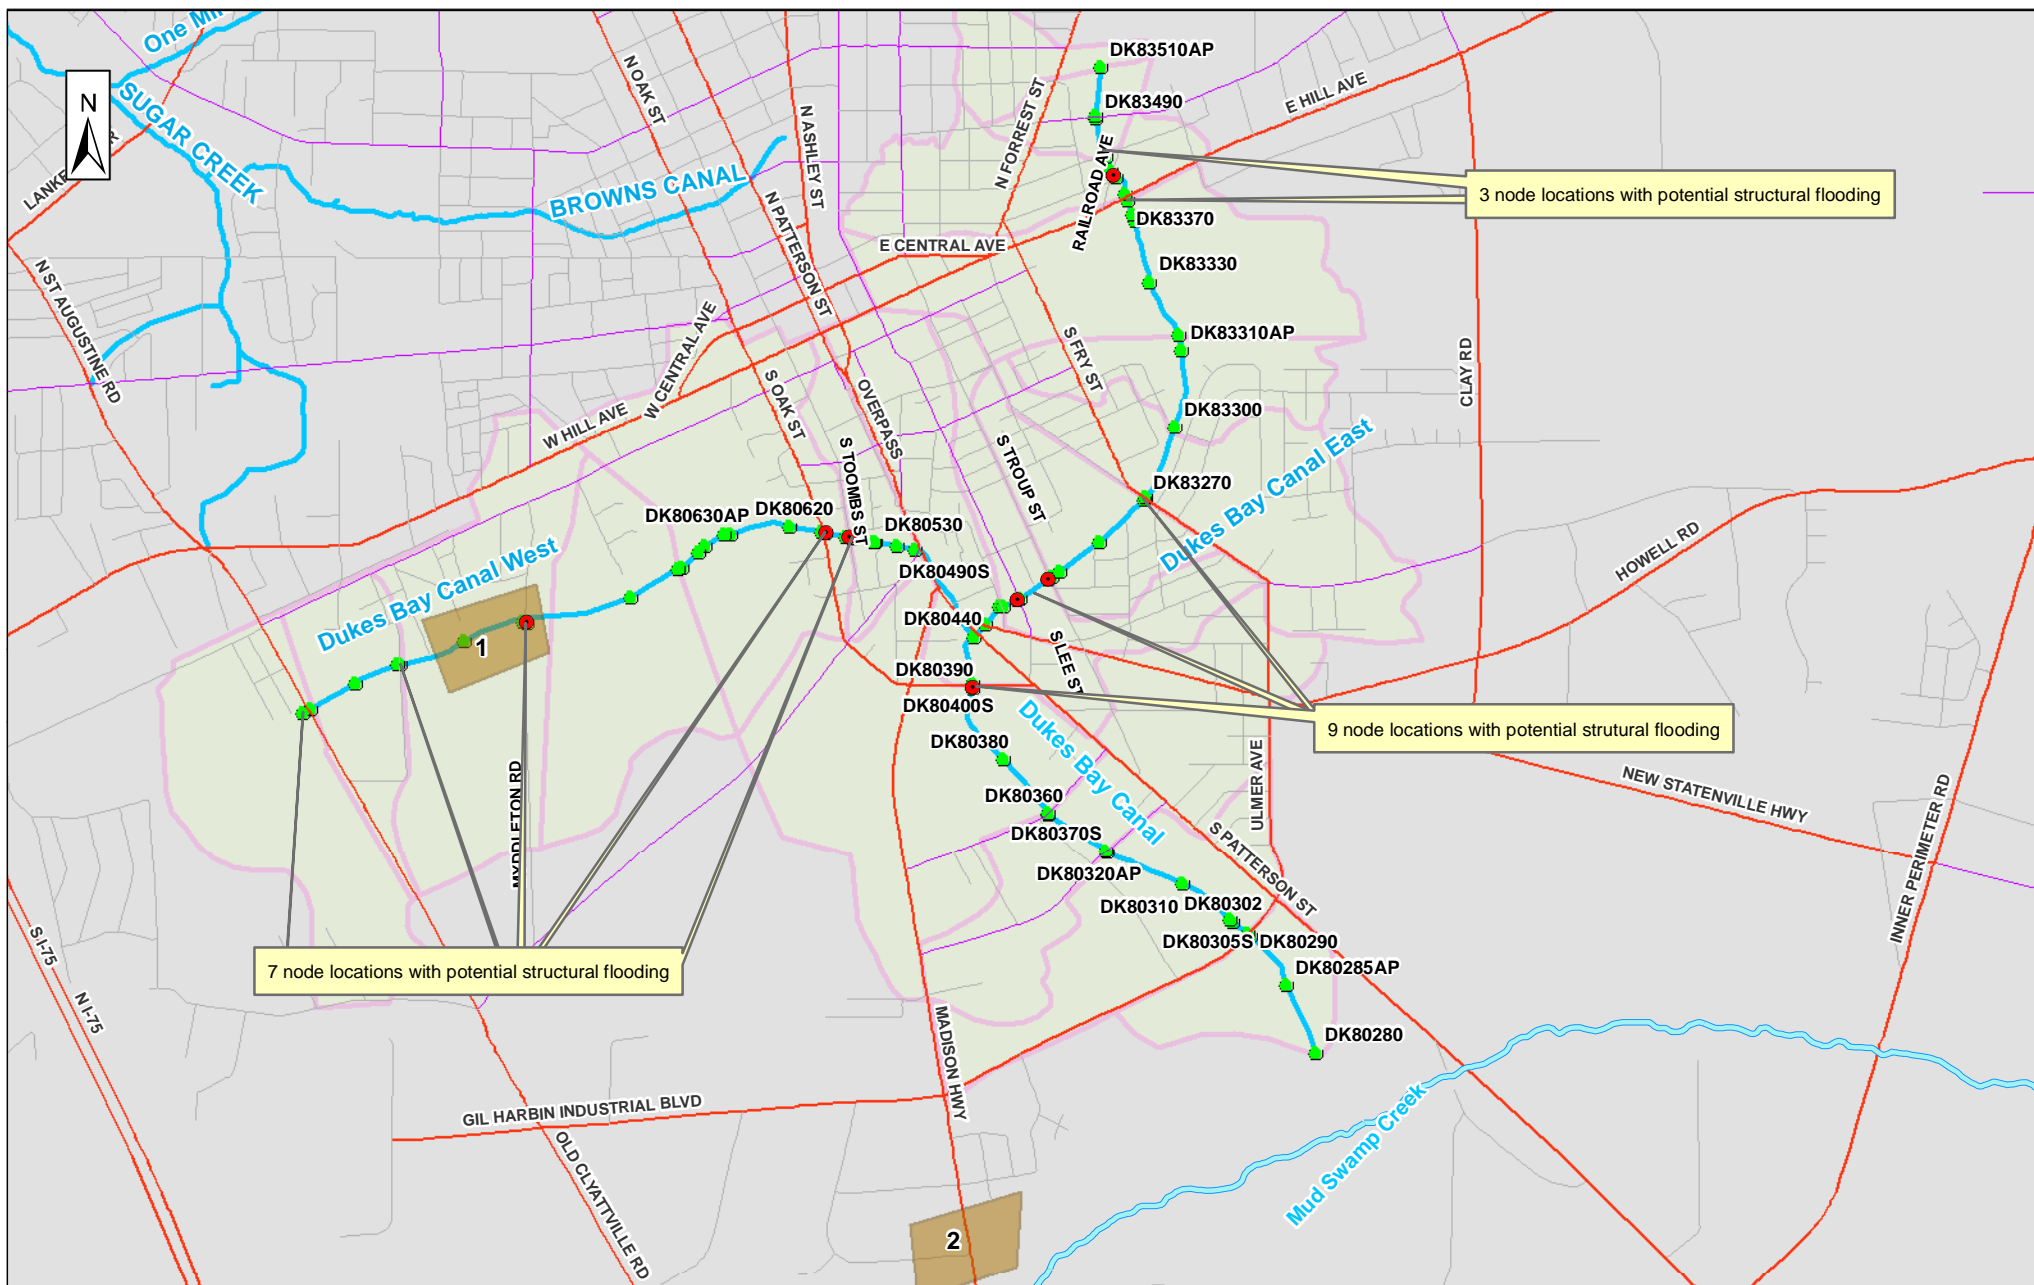 One Mi
N
SUGAR CREEK
LANKE
BROWNS CANAL
N OAK ST
N ASHLEY ST
N PATTERSON ST
N FORREST ST
DK83510AP
DK83490
E HILL AVE
RAILROAD AVE
3 node locations with potential structural flooding
DK83370
E CENTRAL AVE
DK83330
N ST AUGUSTINE RD
W CENTRAL AVE
W HILL AVE
S OAK ST
OVERPASS
S FRY ST
DK83310AP
CLAY RD
DK83300
S TOOMBS ST
S TROUP ST
Dukes Bay Canal East
DK83270
DK80630AP
DK80620
DK80530
DK80490S
HOWELL RD
Dukes Bay Canal West
1
DK80440
S LEE ST
DK80390
DK80400S
9 node locations with potential strutural flooding
DK80380
Dukes Bay Canal
ULMER AVE
MYDDLETON RD
DK80360
DK80370S
NEW STATENVILLE HWY
INNER PERIMETER RD
S PATTERSON ST
DK80320AP
DK80310
DK80302
DK80305S
DK80290
S I-75
N I-75
7 node locations with potential structural flooding
DK80285AP
DK80280
MADISON HWY
GIL HARBIN INDUSTRIAL BLVD
OLD CLYATTVILLE RD
Mud Swamp Creek
2